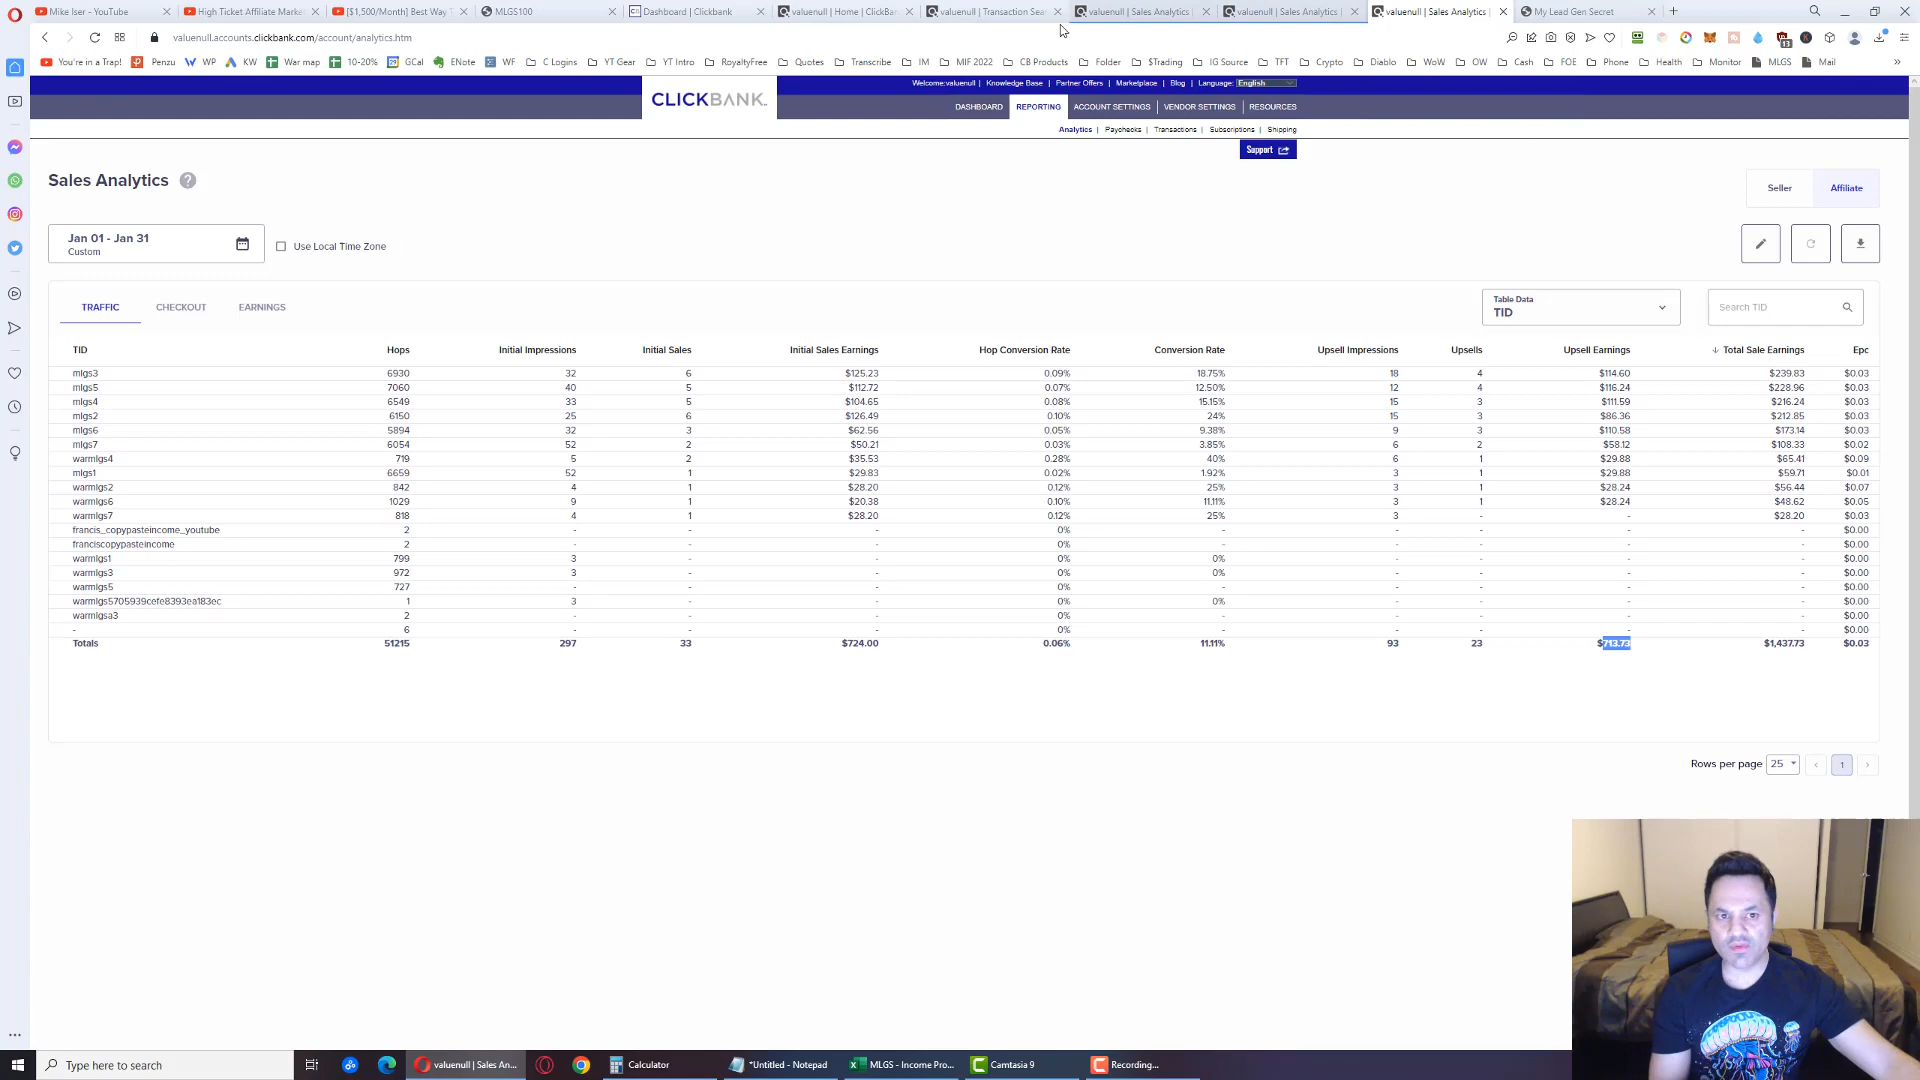 Mike Iser - YouTube
High Ticket Affiliate Marke
[$1,500/Month] Best Way T
MLGS100
Dashboard | Clickbank
valuenull | Home | ClickBan
valuenull | Transaction Sear
valuenull | Sales Analytics |
valuenull | Sales Analytics |
valuenull | Sales Analytics |
My Lead Gen Secret
valuenull.accounts.clickbank.com/account/analytics.htm
13
You're in a Trap!
Penzu
WP
KW
War map
10-20%
GCal
ENote
WF
C Logins
YT Gear
YT Intro
RoyaltyFree
Quotes
Transcribe
IM
MIF 2022
CB Products
Folder
$Trading
IG Source
TFT
Crypto
Diablo
WoW
OW
Cash
FOE
Phone
Health
Monitor
MLGS
Mail
Welcome:valuenull | Knowledge Base | Partner Offers | Marketplace | Blog | Language: English
CLICKBANK
DASHBOARD | REPORTING | ACCOUNT SETTINGS | VENDOR SETTINGS | RESOURCES
Analytics | Paychecks | Transactions | Subscriptions | Shipping
Support
Sales Analytics ?
Seller
Affiliate
Jan 01 - Jan 31
Custom
Use Local Time Zone
TRAFFIC
CHECKOUT
EARNINGS
Table Data
TID
Search TID
TID Hops Initial Impressions Initial Sales Initial Sales Earnings Hop Conversion Rate Conversion Rate Upsell Impressions Upsells Upsell Earnings Total Sale Earnings Epc
mlgs3 6930 32 6 $125.23 0.09% 18.75% 18 4 $114.60 $239.83 $0.03
mlgs5 7060 40 5 $112.72 0.07% 12.50% 12 4 $116.24 $228.96 $0.03
mlgs4 6549 33 5 $104.65 0.08% 15.15% 15 3 $111.59 $216.24 $0.03
mlgs2 6150 25 6 $126.49 0.10% 24% 15 3 $86.36 $212.85 $0.03
mlgs6 5894 32 3 $62.56 0.05% 9.38% 9 3 $110.58 $173.14 $0.03
mlgs7 6054 52 2 $50.21 0.03% 3.85% 6 2 $58.12 $108.33 $0.02
warmlgs4 719 5 2 $35.53 0.28% 40% 6 1 $29.88 $65.41 $0.09
mlgs1 6659 52 1 $29.83 0.02% 1.92% 3 1 $29.88 $59.71 $0.01
warmlgs2 842 4 1 $28.20 0.12% 25% 3 1 $28.24 $56.44 $0.07
warmlgs6 1029 9 1 $20.38 0.10% 11.11% 3 1 $28.24 $48.62 $0.05
warmlgs7 818 4 1 $28.20 0.12% 25% 3 - - $28.20 $0.03
francis_copypasteincome_youtube 2 - - - 0% - - - - - $0.00
franciscopypasteincome 2 - - - 0% - - - - - $0.00
warmlgs1 799 3 - - 0% 0% - - - - $0.00
warmlgs3 972 3 - - 0% 0% - - - - $0.00
warmlgs5 727 - - - 0% - - - - - $0.00
warmlgs5705939cefe8393ea183ec 1 3 - - 0% 0% - - - - $0.00
warmlgsa3 2 - - - 0% - - - - - $0.00
- 6 - - - 0% - - - - - $0.00
Totals 51215 297 33 $724.00 0.06% 11.11% 93 23 $713.73 $1,437.73 $0.03
Rows per page 25 1
Type here to search
valuenull | Sales An...
Calculator
*Untitled - Notepad
MLGS - Income Pro...
Camtasia 9
Recording...